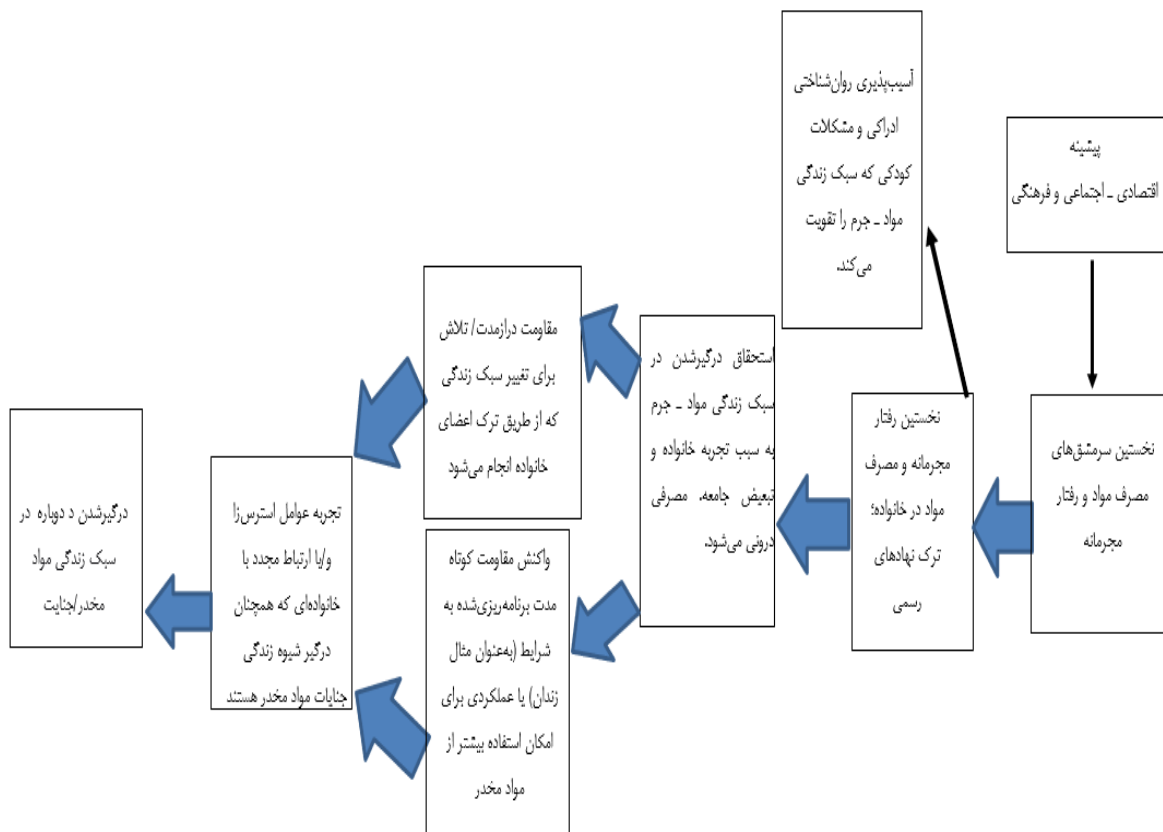 پیشینه
اقتصادی ـ اجتماعی و فرهنگی
نخستین سرمشق‌های
مصرف مواد و رفتار
مجرمانه
نخستین رفتار
مجرمانه و مصرف
مواد در خانواده؛
ترک نهادهای
رسمی
آسیب‌پذیری روان‌شناختی
ادراکی و مشکلات
کودکی که سبک زندگی
مواد ـ جرم را تقویت
می‌کند.
استحقاق درگیرشدن در
سبک زندگی مواد ـ جرم
به سبب تجربه خانواده و
تبعیض جامعه، مصرفی
درونی می‌شود.
مقاومت درازمدت/ تلاش
برای تغییر سبک زندگی
که از طریق ترک اعضای
خانواده انجام می‌شود
واکنش مقاومت کوتاه
مدت برنامه‌ریزی‌شده به
شرایط (به‌عنوان مثال
زندان) یا عملکردی برای
امکان استفاده بیشتر از
مواد مخدر
تجربه عوامل استرس‌زا
و/یا ارتباط مجدد با
خانواده‌ای که همچنان
درگیر شیوه زندگی
جنایات مواد مخدر هستند
درگیرشدن د دوباره در
سبک زندگی مواد
مخدر/جنایت